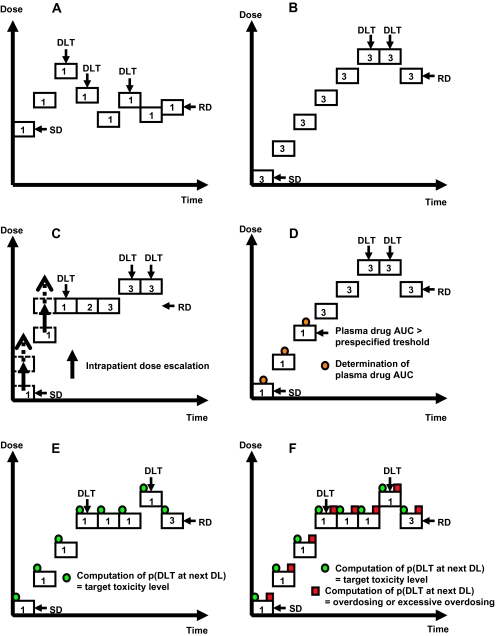 Dose
A
DLT
DLT
DLT
1
1
1
1
1
1
1
1
RD
SD
Time
Dose
B
DLT DLT
3 3
3
3
3
3
3
3
RD
SD
Time
Dose
C
DLT
DLT DLT
3 3
1 2 3
RD
1
1
Intrapatient dose escalation
SD
Time
Dose
D
DLT DLT
3 3
3
3
RD
3
1
Plasma drug AUC >
prespecified treshold
1
Determination of
plasma drug AUC
1
SD
Time
Dose
E
DLT
DLT
1
1 1 1
3
RD
1
1
Computation of p(DLT at next DL)
= target toxicity level
1
SD
Time
Dose
F
DLT
DLT
1
1 1 1
3
RD
1
1
Computation of p(DLT at next DL)
= target toxicity level
Computation of p(DLT at next DL)
= overdosing or excessive overdosing
1
SD
Time